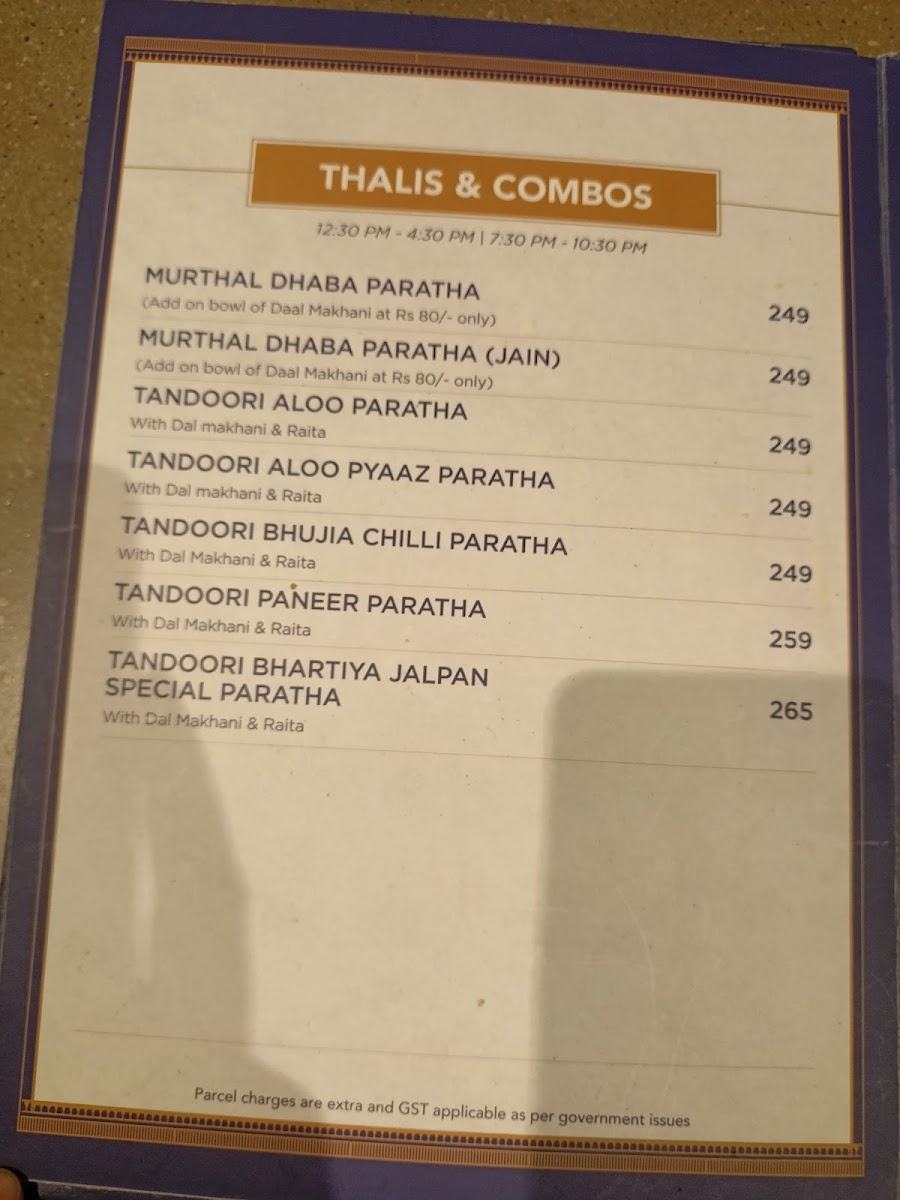 THALIS & COMBOS
12:30 PM - 4:30 PM | 7:30 PM - 10:30 PM
MURTHAL DHABA PARATHA 249
(Add on bowl of Daal Makhani at Rs 80/- only)
MURTHAL DHABA PARATHA (JAIN) 249
(Add on bowl of Daal Makhani at Rs 80/- only)
TANDOORI ALOO PARATHA 249
With Dal makhani & Raita
TANDOORI ALOO PYAAZ PARATHA 249
With Dal makhani & Raita
TANDOORI BHUJIA CHILLI PARATHA 249
With Dal Makhani & Raita
TANDOORI PANEER PARATHA 259
With Dal Makhani & Raita
TANDOORI BHARTIYA JALPAN
SPECIAL PARATHA 265
With Dal Makhani & Raita
Parcel charges are extra and GST applicable as per government issues